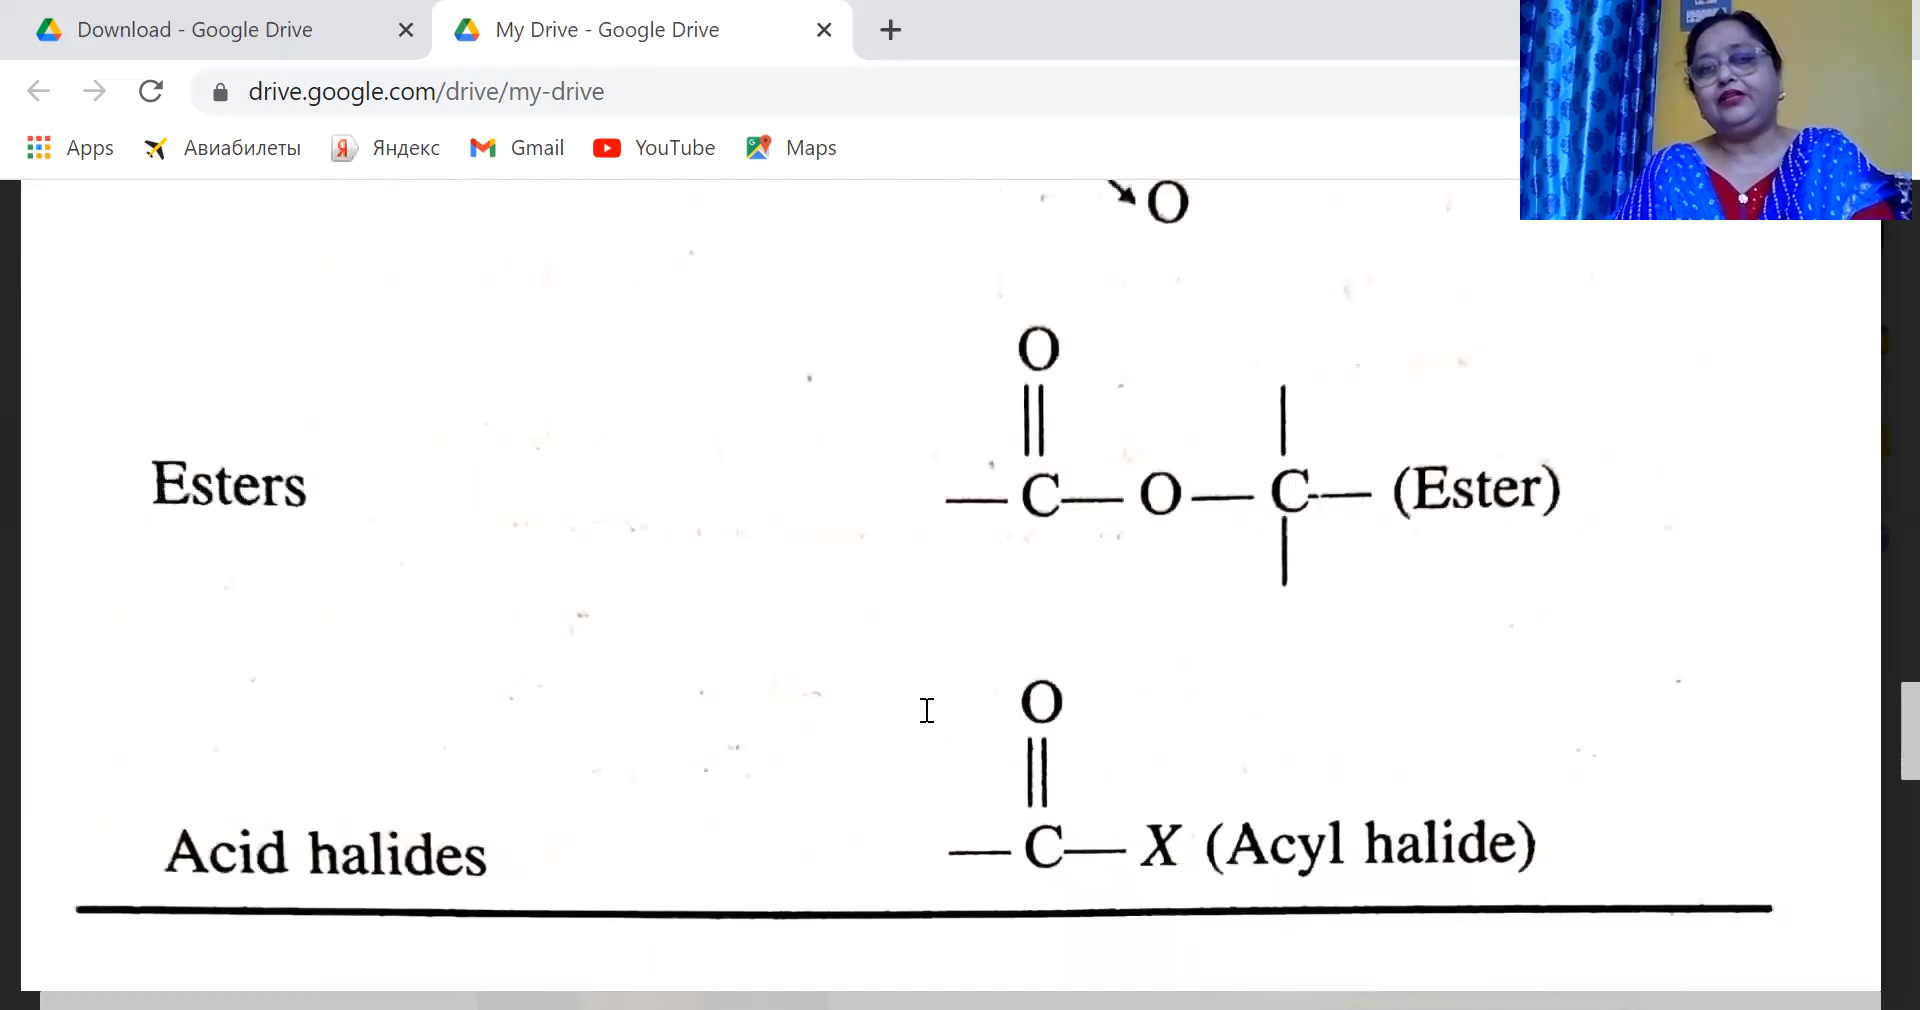 Download - Google Drive
My Drive - Google Drive
drive.google.com/drive/my-drive
Apps
Авиабилеты
Яндекс
Gmail
YouTube
Maps
O
O
Esters
— C — O — C — (Ester)
O
Acid halides
— C — X (Acyl halide)